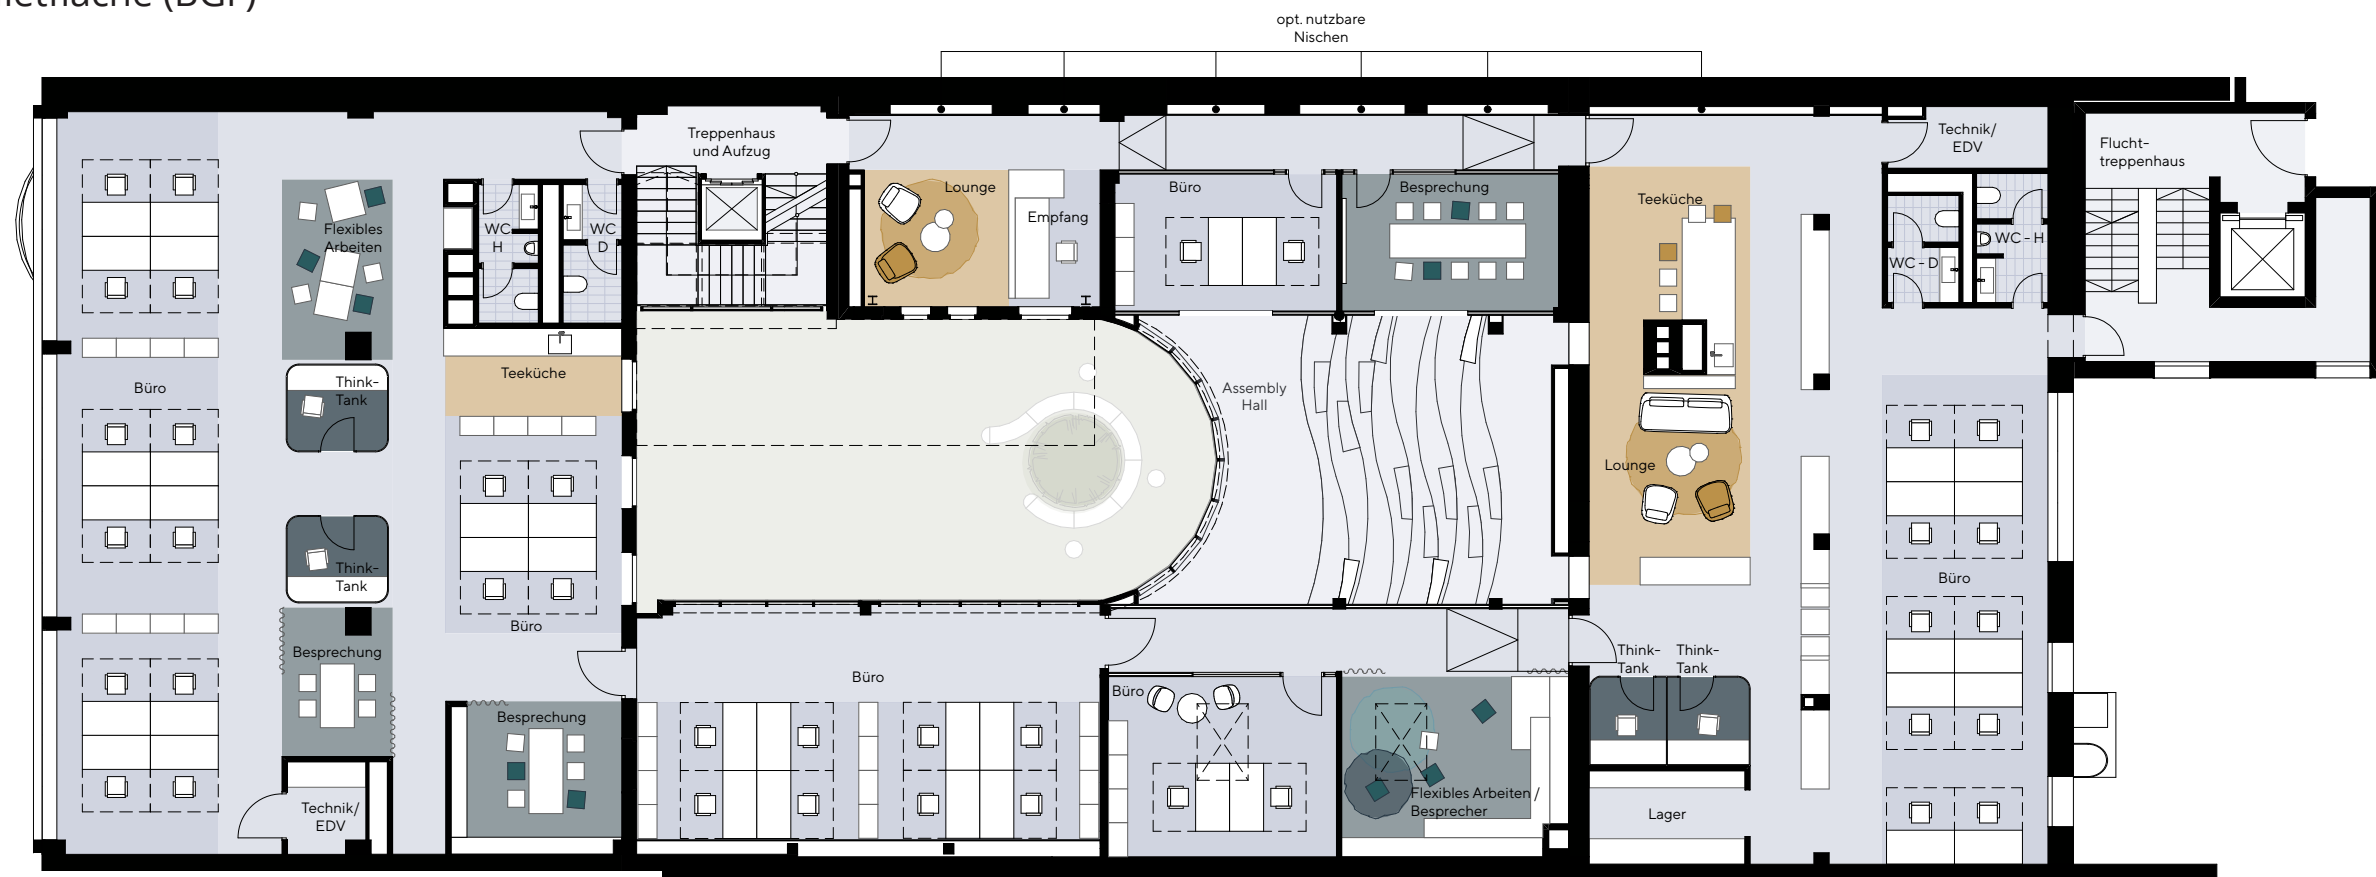 opt. nutzbare
Nischen
Treppenhaus
und Aufzug
Technik/
EDV
Flucht-
treppenhaus
Lounge
Empfang
Büro
Besprechung
Teeküche
Flexibles
Arbeiten
WC
H
WC
D
WC - H
WC - D
Think-
Tank
Büro
Teeküche
Assembly
Hall
Lounge
Think-
Tank
Büro
Büro
Besprechung
Büro
Think-
Tank
Think-
Tank
Büro
Besprechung
Flexibles Arbeiten /
Besprecher
Technik/
EDV
Lager